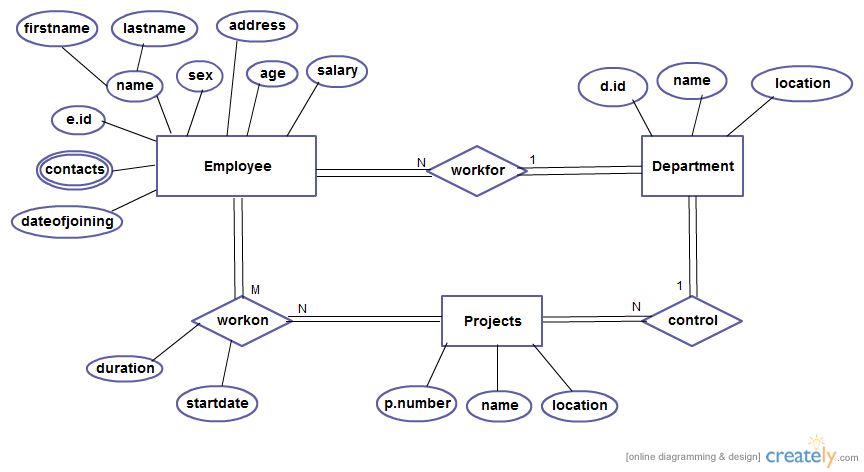 firstname
lastname
address
name
sex
age
salary
d.id
name
location
e.id
Employee
N
workfor
1
Department
contacts
dateofjoining
M
workon
N
Projects
N
1
control
duration
startdate
p.number
name
location
[online diagramming & design] creately.com